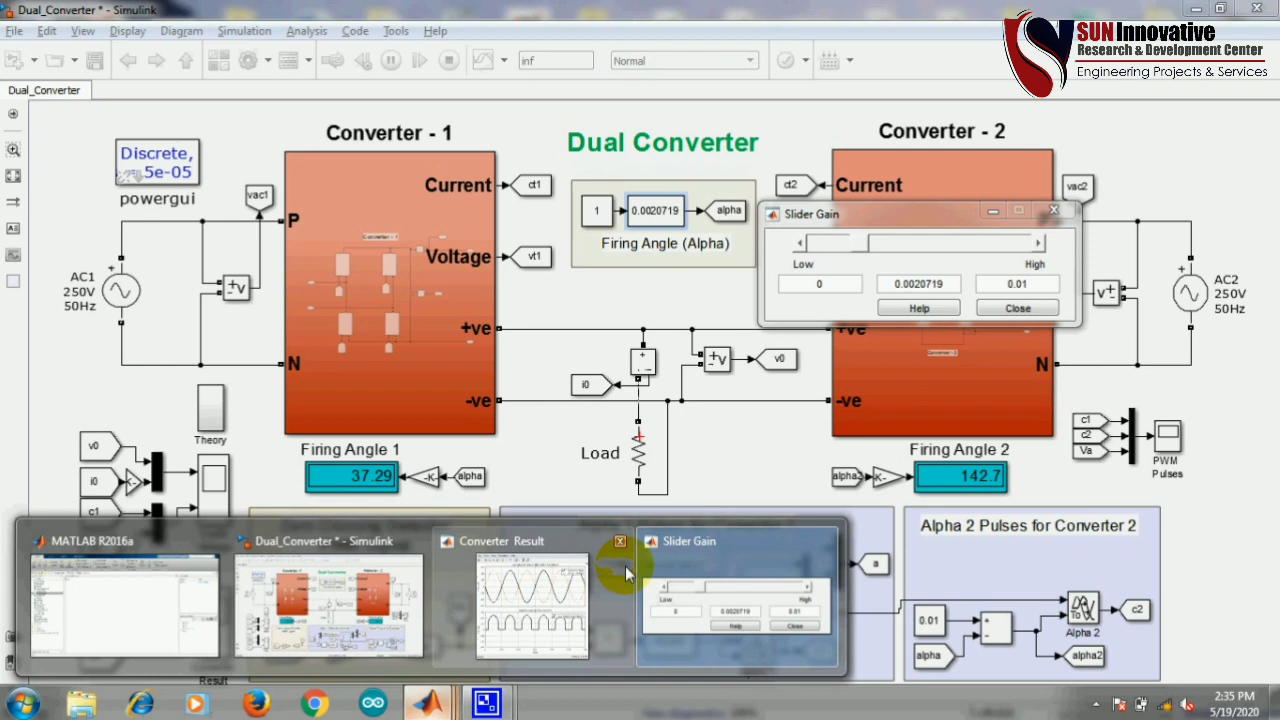 Dual_Converter * - Simulink
File Edit View Display Diagram Simulation Analysis Code Tools Help
inf
Normal
SUN Innovative
Research & Development Center
Engineering Projects & Services
Dual_Converter
Discrete,
5e-05
powergui
Converter - 1
Dual Converter
Converter - 2
vac1
Current
ct1
1
0.0020719
alpha
Firing Angle (Alpha)
ct2
Current
vac2
P
Voltage
vt1
Slider Gain
Low
High
0
0.0020719
0.01
Help
Close
AC1
250V
50Hz
+v
AC2
250V
50Hz
v+
+ve
+ve
+v
v0
i0
N
N
-ve
-ve
Theory
Load
Firing Angle 1
37.29
-K-
alpha
Firing Angle 2
alpha2
-K-
142.7
c1
c2
Va
PWM
Pulses
v0
i0
-K-
c1
Alpha 2 Pulses for Converter 2
a
0.01
alpha
+
-
Alpha 2
c2
alpha2
MATLAB R2016a
Dual_Converter * - Simulink
Converter Result
Slider Gain
Low
High
0
0.0020719
0.01
Help
Close
Result
2:35 PM
5/19/2020